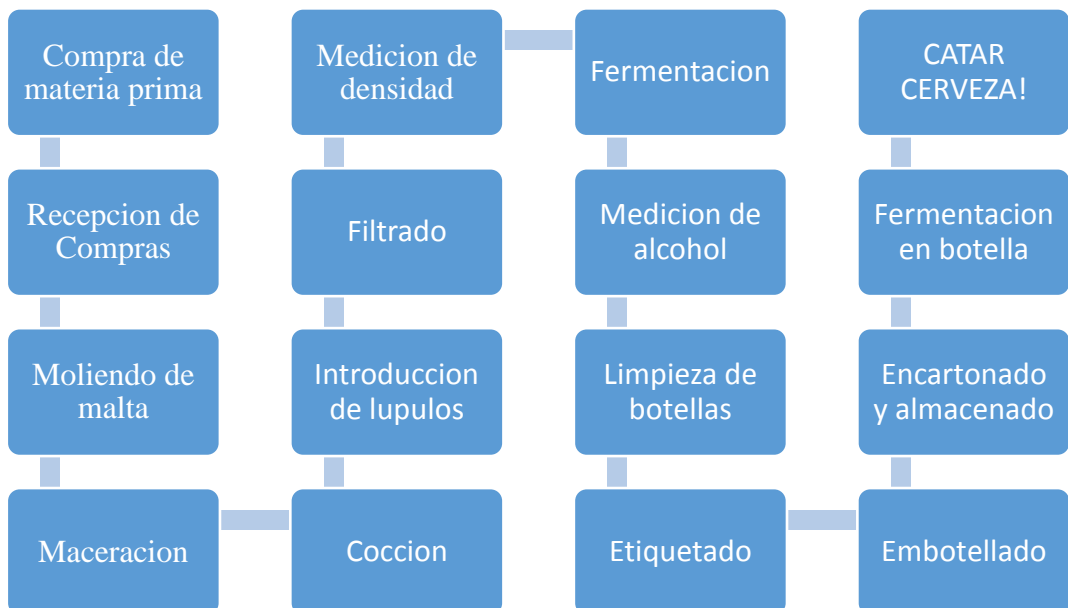 Compra de
materia prima
Recepcion de
Compras
Moliendo de
malta
Maceracion
Coccion
Introduccion
de lupulos
Filtrado
Medicion de
densidad
Fermentacion
Medicion de
alcohol
Limpieza de
botellas
Etiquetado
Embotellado
Encartonado
y almacenado
Fermentacion
en botella
CATAR
CERVEZA!